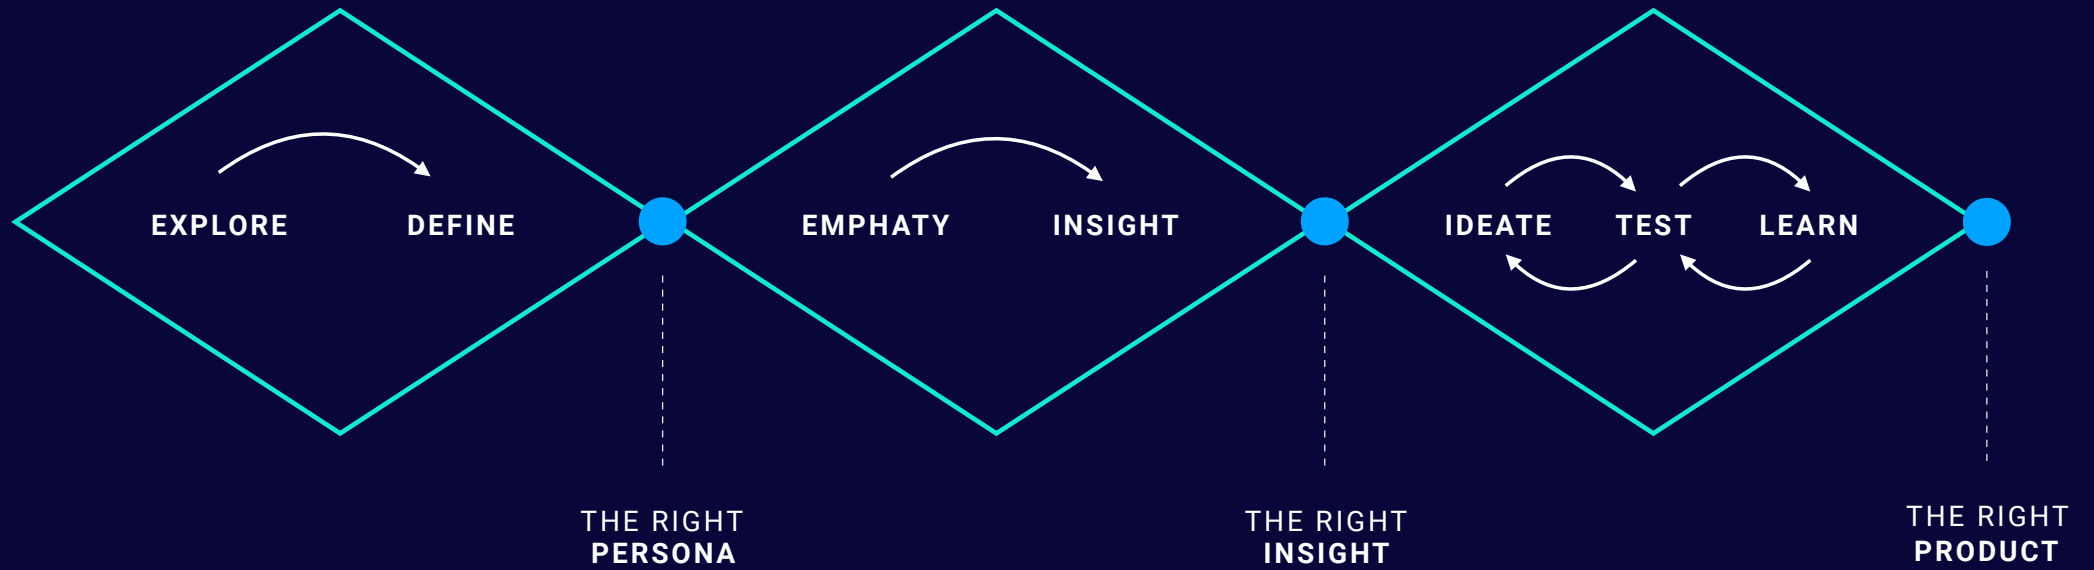 EXPLORE DEFINE EMPHATY INSIGHT IDEATE TEST LEARN
THE RIGHT
PERSONA
THE RIGHT
INSIGHT
THE RIGHT
PRODUCT